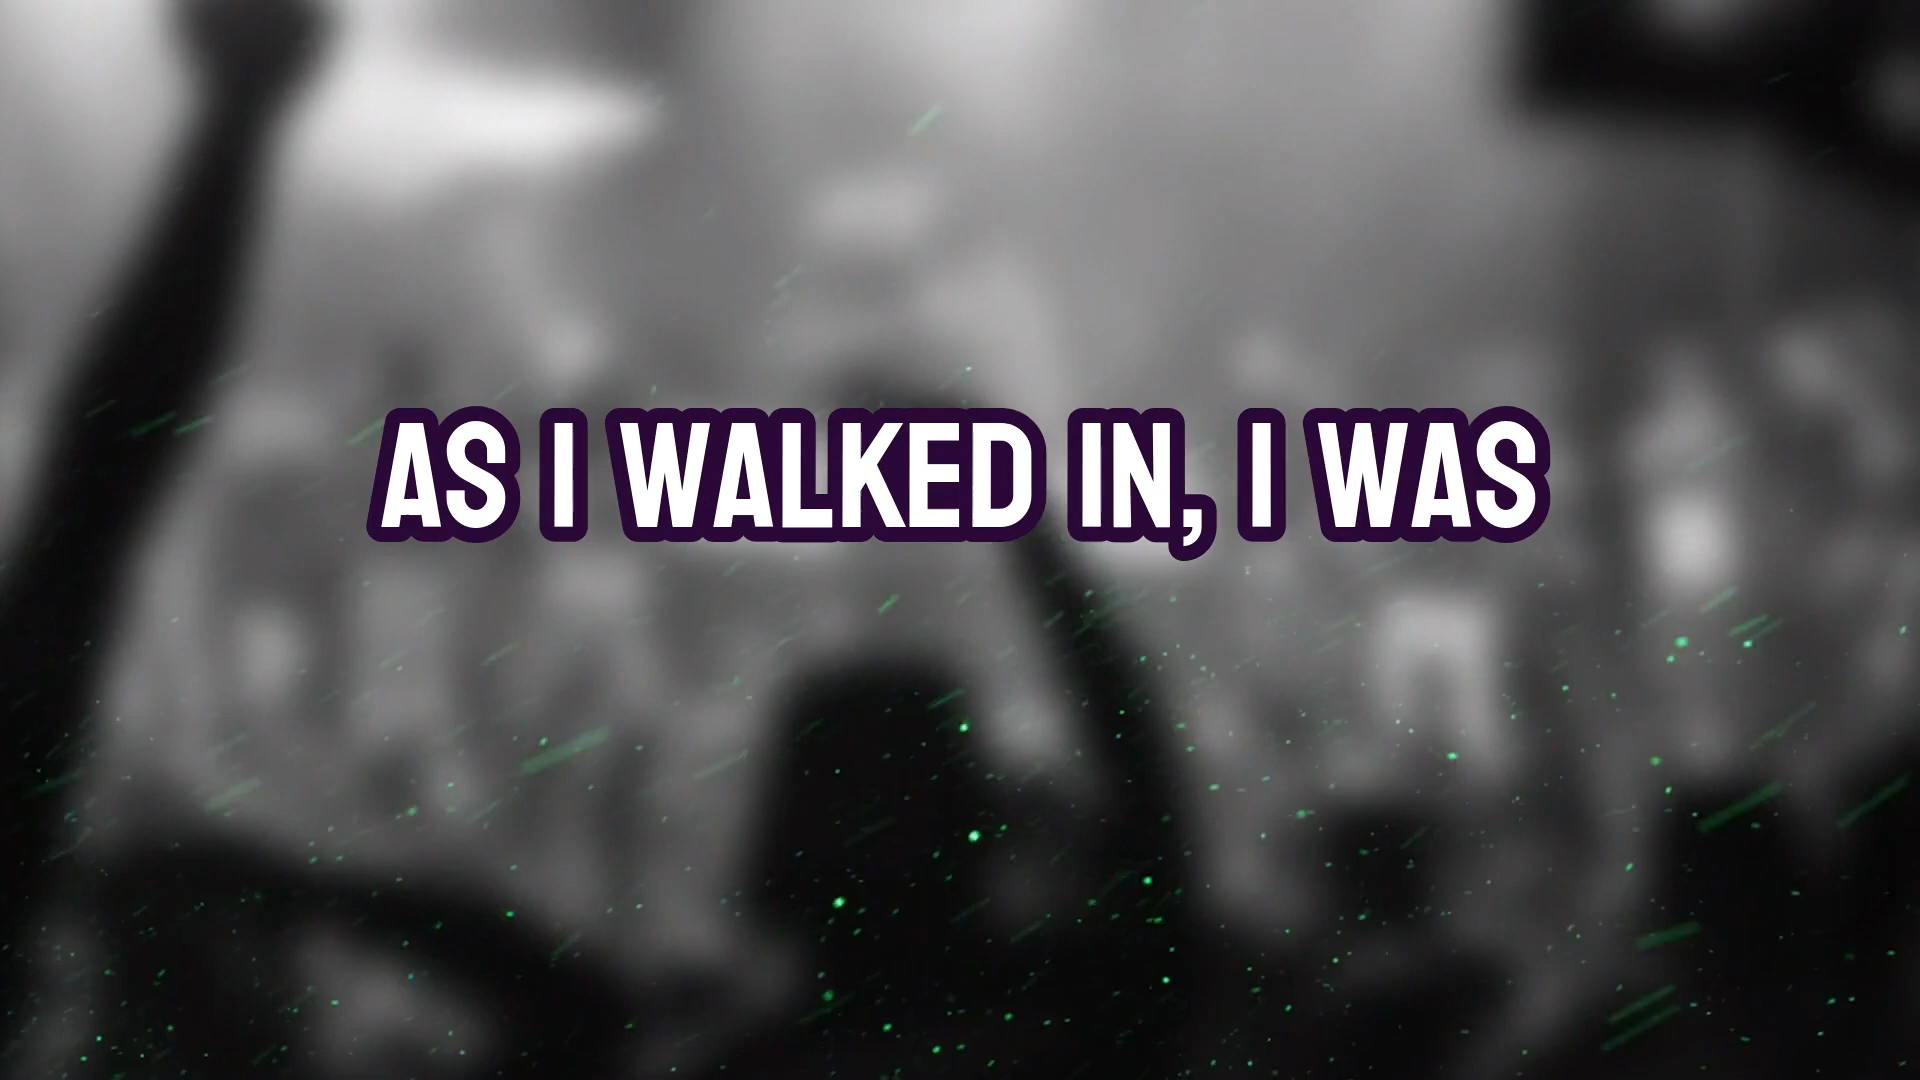 AS I WALKED IN, I WAS